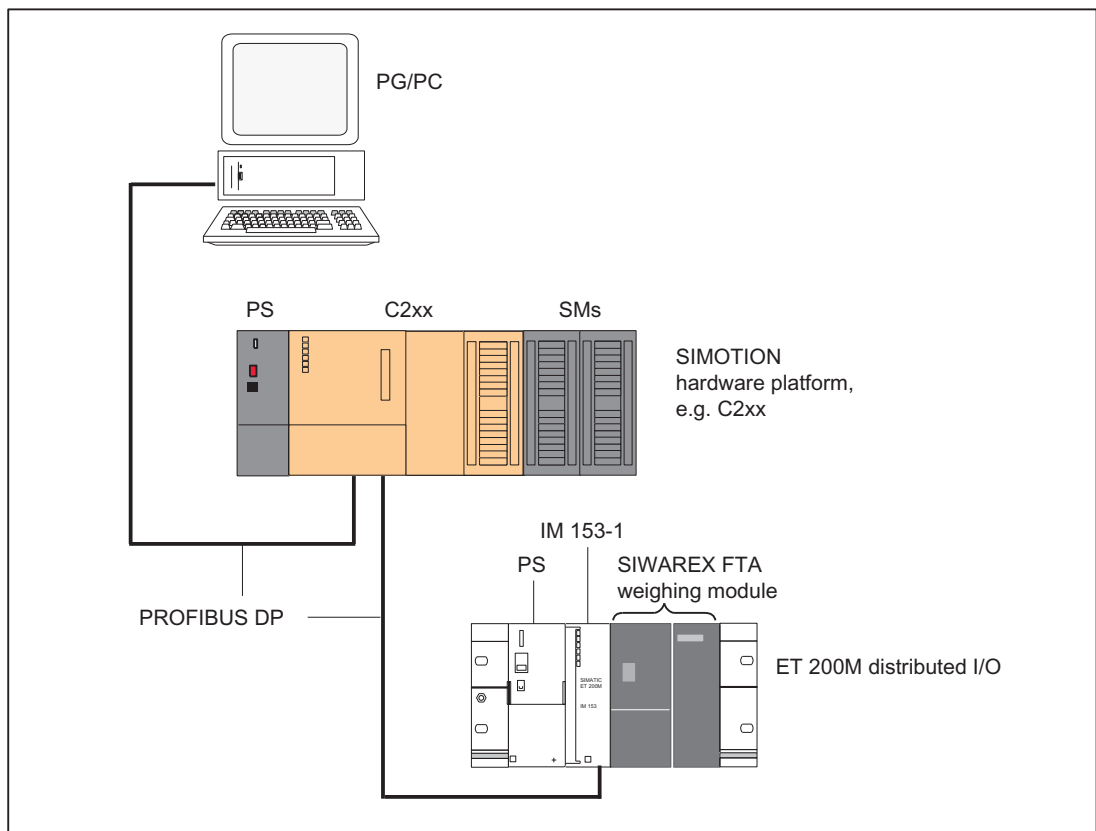 PG/PC
PS
C2xx
SMs
SIMOTION
hardware platform,
e.g. C2xx
IM 153-1
PS
SIWAREX FTA
weighing module
PROFIBUS DP
ET 200M distributed I/O
SIMATIC
ET 200M
IM 153